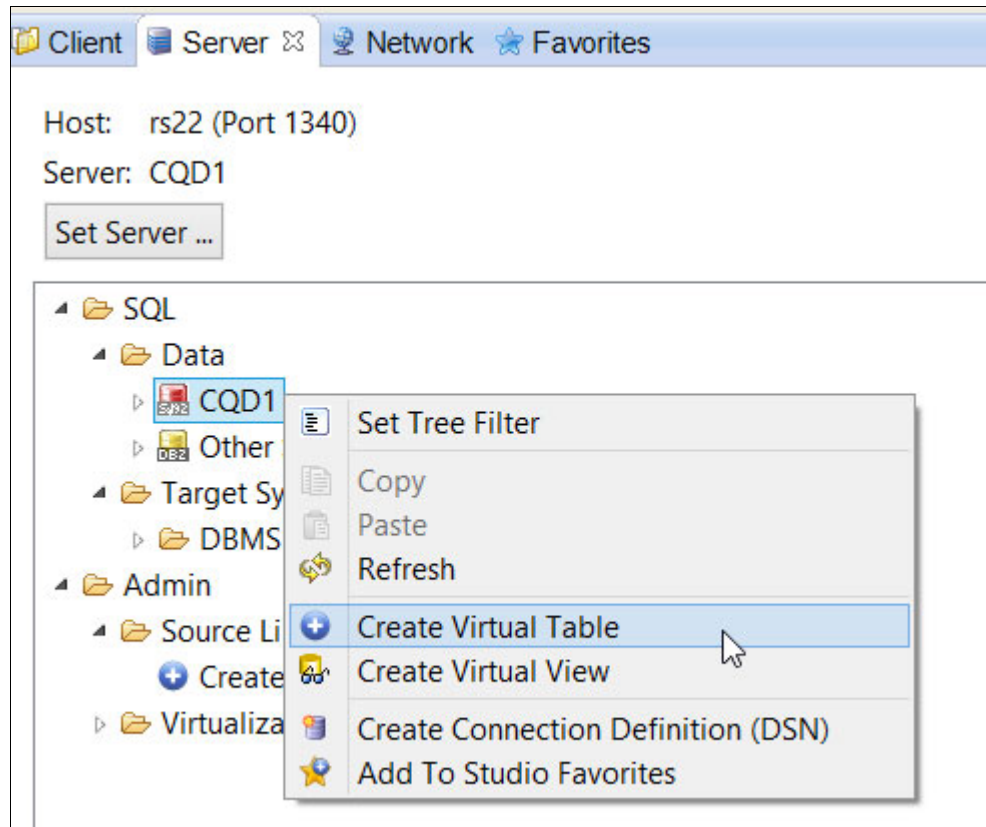 Client Server Network Favorites
Host: rs22 (Port 1340)
Server: CQD1
Set Server ...
SQL
Data
CQD1
Other
Target Sy
DBMS
Admin
Source Li
Create
Virtualiza
Set Tree Filter
Copy
Paste
Refresh
Create Virtual Table
Create Virtual View
Create Connection Definition (DSN)
Add To Studio Favorites